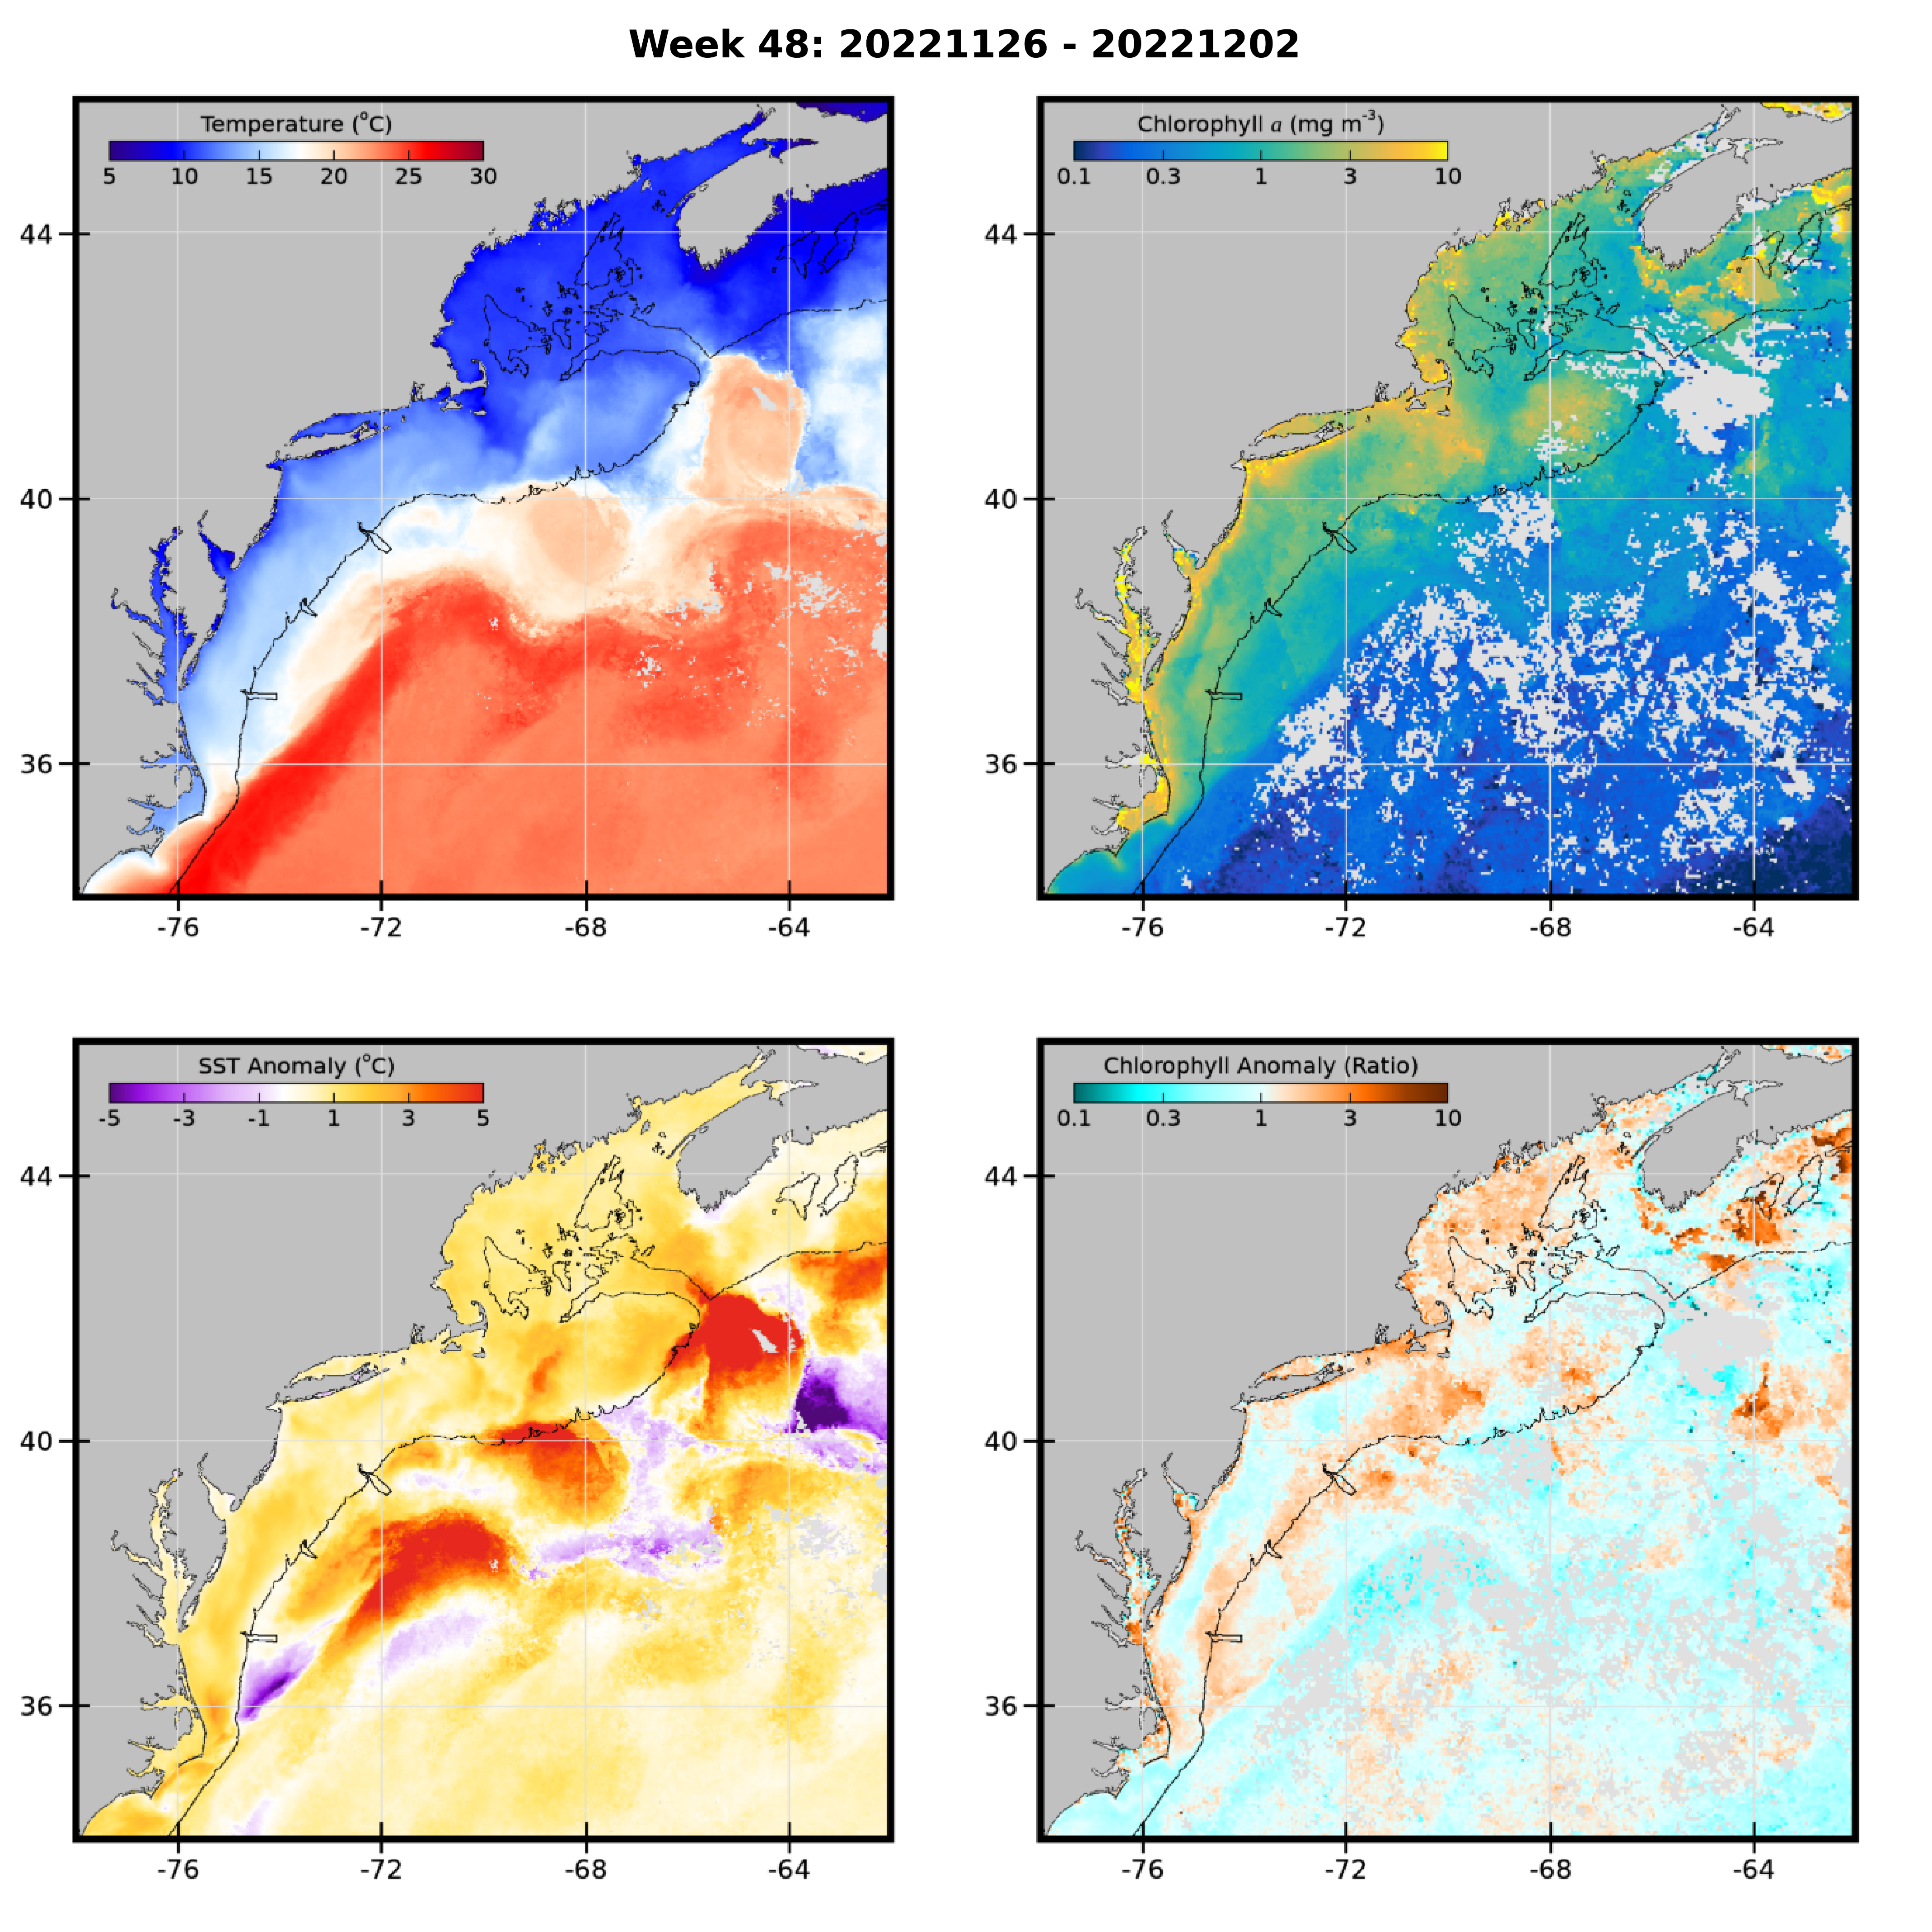 Week 48: 20221126 - 20221202
Temperature (°C)
5 10 15 20 25 30
44
40
36
-76 -72 -68 -64
Chlorophyll a (mg m⁻³)
0.1 0.3 1 3 10
44
40
36
-76 -72 -68 -64
SST Anomaly (°C)
-5 -3 -1 1 3 5
44
40
36
-76 -72 -68 -64
Chlorophyll Anomaly (Ratio)
0.1 0.3 1 3 10
44
40
36
-76 -72 -68 -64